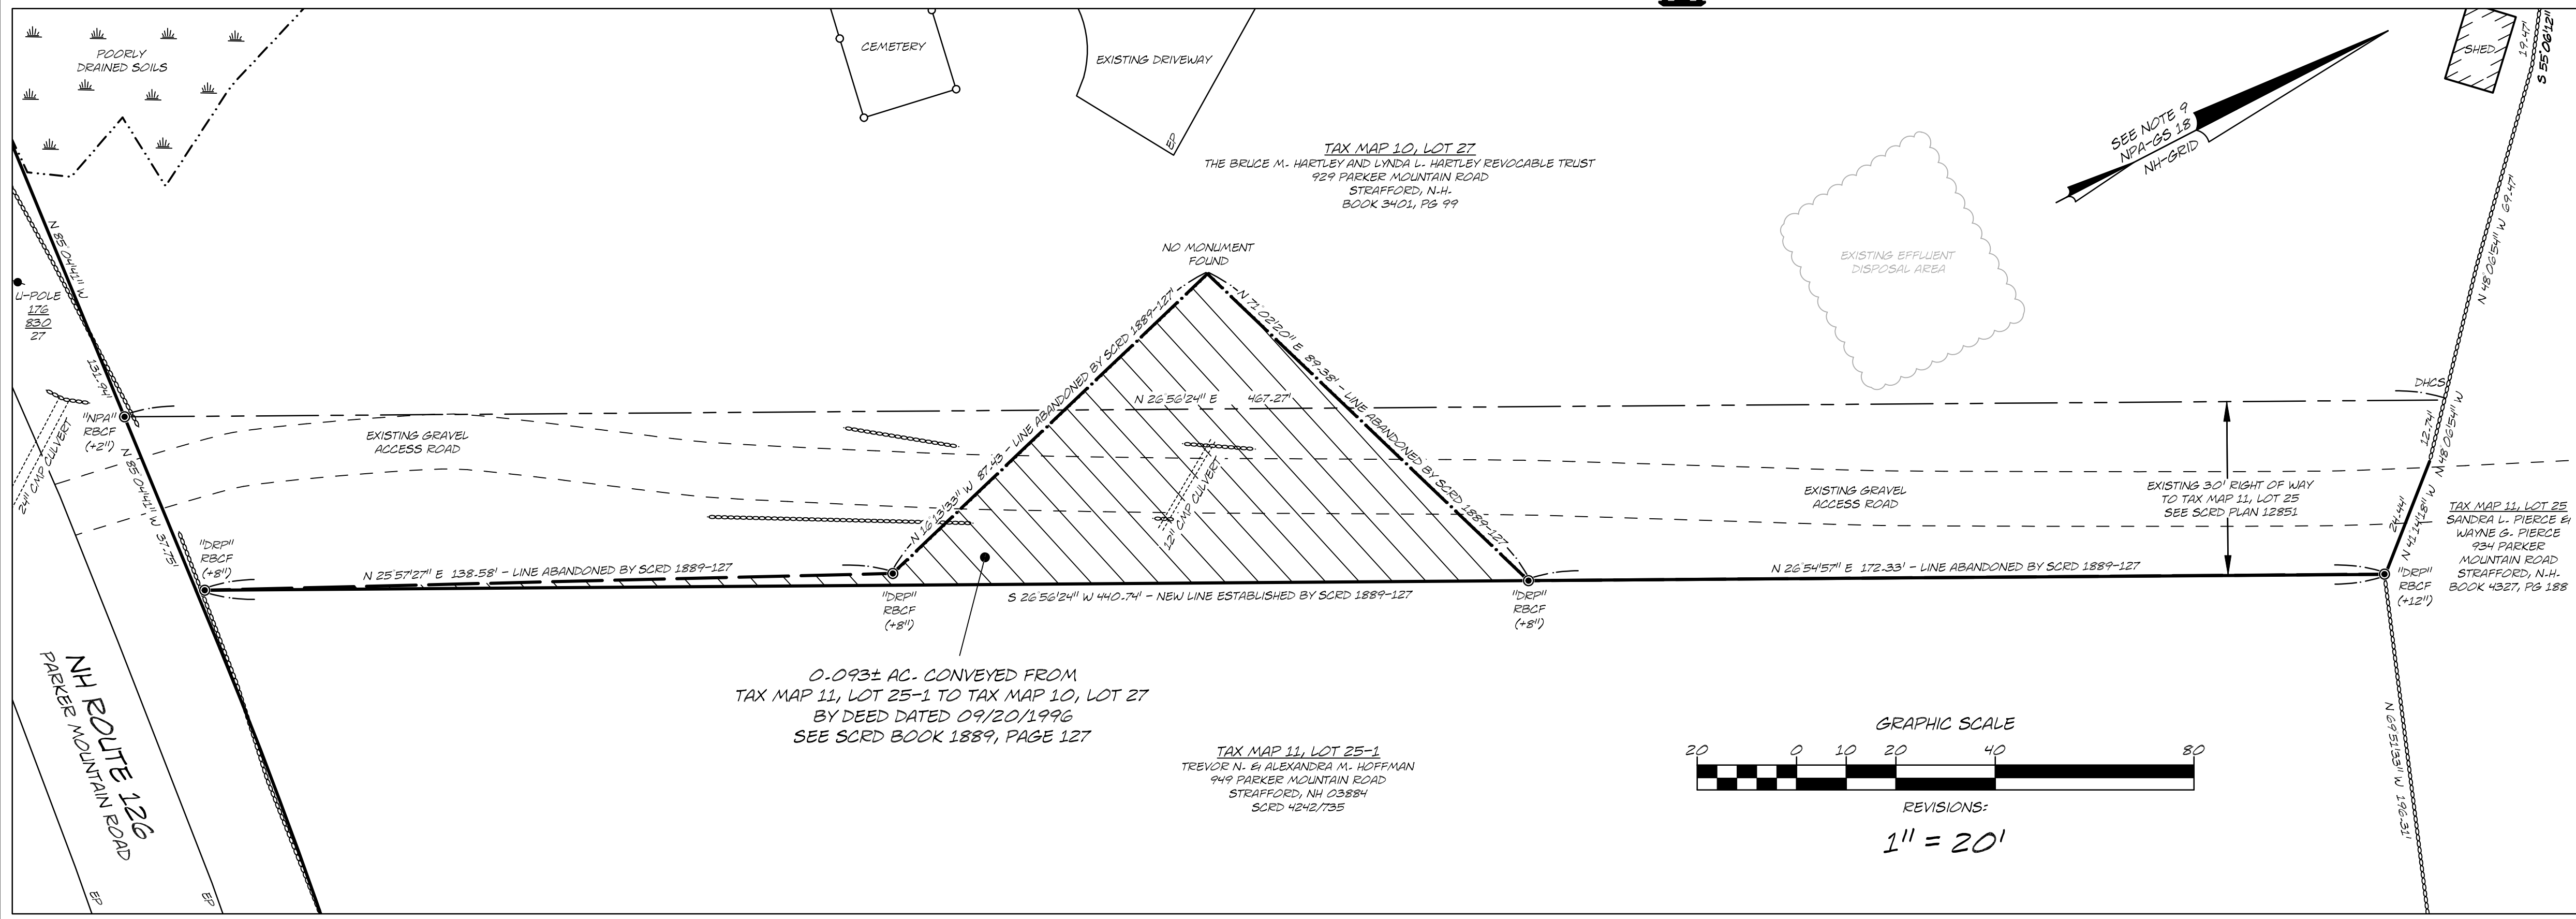 POORLY
DRAINED SOILS
CEMETERY
EXISTING DRIVEWAY
EP
SHED
19.47'
S 55°06'12"
SEE NOTE 9
NPA-GS 18
NH-GRID
TAX MAP 10, LOT 27
THE BRUCE M. HARTLEY AND LYNDA L. HARTLEY REVOCABLE TRUST
929 PARKER MOUNTAIN ROAD
STRAFFORD, N.H.
BOOK 3401, PG 99
N 48°06'54" W 69.47'
N 85°04'41" W
131.94'
U-POLE
176
830
27
NO MONUMENT
FOUND
EXISTING EFFLUENT
DISPOSAL AREA
N 16°13'33" W 87.43 - LINE ABANDONED BY SCRD 1889-127'
N 71°02'20" E 89.38' - LINE ABANDONED BY SCRD 1889-127
N 26°56'24" E 467.27'
DHCS
12.74'
N 48°06'54" W
"NPA"
RBCF
(+2")
24" CMP CULVERT
N 85°04'41" W 37.75'
EXISTING GRAVEL
ACCESS ROAD
12" CMP CULVERT
EXISTING GRAVEL
ACCESS ROAD
EXISTING 30' RIGHT OF WAY
TO TAX MAP 11, LOT 25
SEE SCRD PLAN 12851
24.44'
N 41°14'28" W
TAX MAP 11, LOT 25
SANDRA L. PIERCE &
WAYNE G. PIERCE
934 PARKER
MOUNTAIN ROAD
STRAFFORD, N.H.
BOOK 4327, PG 188
"DRP"
RBCF
(+8")
N 25°57'27" E 138.58' - LINE ABANDONED BY SCRD 1889-127
"DRP"
RBCF
(+8")
S 26°56'24" W 440.74' - NEW LINE ESTABLISHED BY SCRD 1889-127
"DRP"
RBCF
(+8")
N 26°54'57" E 172.33' - LINE ABANDONED BY SCRD 1889-127
"DRP"
RBCF
(+12")
0.093± AC. CONVEYED FROM
TAX MAP 11, LOT 25-1 TO TAX MAP 10, LOT 27
BY DEED DATED 09/20/1996
SEE SCRD BOOK 1889, PAGE 127
NH ROUTE 126
PARKER MOUNTAIN ROAD
EP
EP
TAX MAP 11, LOT 25-1
TREVOR N. & ALEXANDRA M. HOFFMAN
949 PARKER MOUNTAIN ROAD
STRAFFORD, NH 03884
SCRD 4242/735
GRAPHIC SCALE
20 0 10 20 40 80
REVISIONS:
1" = 20'
N 69°51'33" W 196.31'